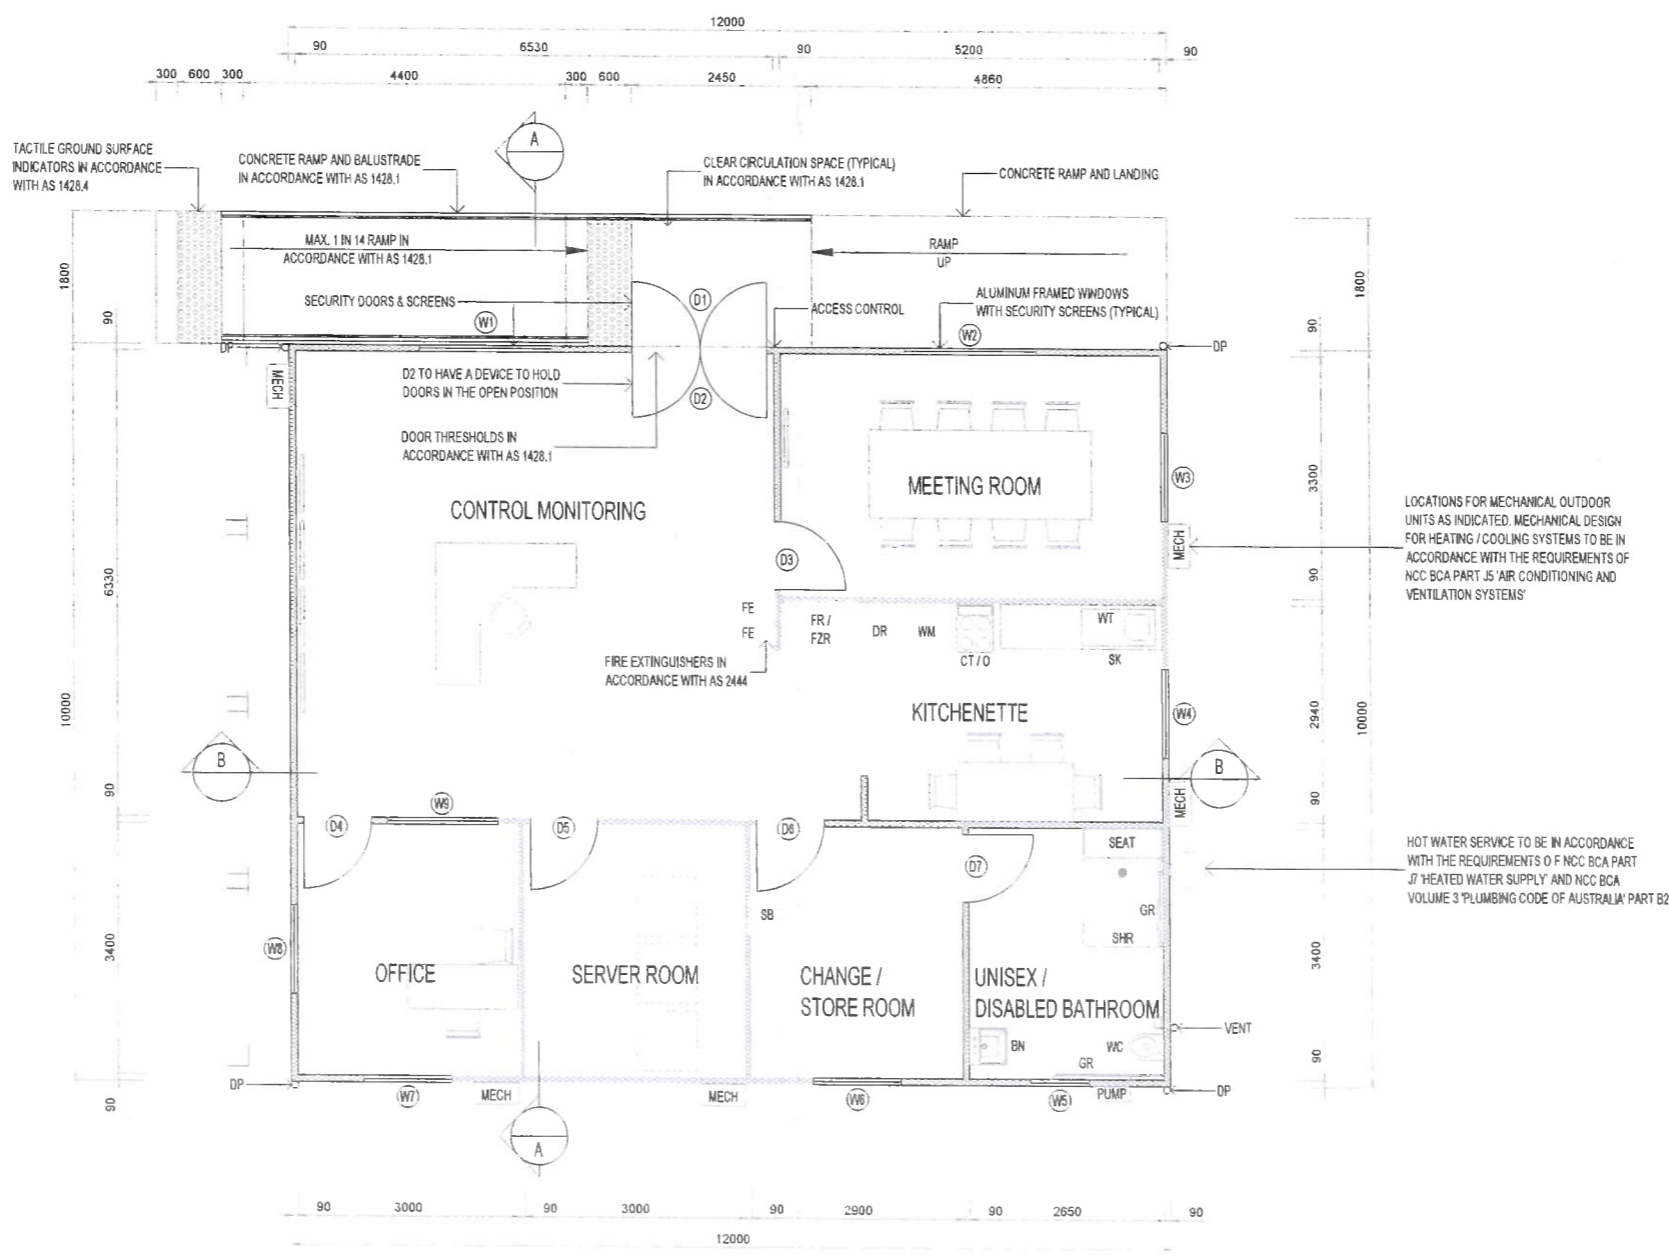 12000
90 6530 90 5200 90
300 600 300 4400 300 600 2450 4860
A
TACTILE GROUND SURFACE
INDICATORS IN ACCORDANCE
WITH AS 1428.4
CONCRETE RAMP AND BALUSTRADE
IN ACCORDANCE WITH AS 1428.1
CLEAR CIRCULATION SPACE (TYPICAL)
IN ACCORDANCE WITH AS 1428.1
CONCRETE RAMP AND LANDING
MAX. 1 IN 14 RAMP IN
ACCORDANCE WITH AS 1428.1
RAMP
UP
1800
1800
SECURITY DOORS & SCREENS
D1
ACCESS CONTROL
ALUMINUM FRAMED WINDOWS
WITH SECURITY SCREENS (TYPICAL)
W1
W2
90
90
DP
DP
MECH
D2 TO HAVE A DEVICE TO HOLD
DOORS IN THE OPEN POSITION
D2
DOOR THRESHOLDS IN
ACCORDANCE WITH AS 1428.1
CONTROL MONITORING
MEETING ROOM
W3
3300
LOCATIONS FOR MECHANICAL OUTDOOR
UNITS AS INDICATED. MECHANICAL DESIGN
FOR HEATING / COOLING SYSTEMS TO BE IN
ACCORDANCE WITH THE REQUIREMENTS OF
NCC BCA PART J5 'AIR CONDITIONING AND
VENTILATION SYSTEMS'
MECH
D3
6330
90
FE
FE
FR /
FZR
DR
WM
CT / O
WT
SK
FIRE EXTINGUISHERS IN
ACCORDANCE WITH AS 2444
KITCHENETTE
W4
10000
2940
10000
B
B
90
MECH
90
D4
W9
D5
D6
D7
SEAT
HOT WATER SERVICE TO BE IN ACCORDANCE
WITH THE REQUIREMENTS O F NCC BCA PART
J7 'HEATED WATER SUPPLY' AND NCC BCA
VOLUME 3 'PLUMBING CODE OF AUSTRALIA' PART B2
SB
GR
SHR
W8
3400
3400
OFFICE
SERVER ROOM
CHANGE /
STORE ROOM
UNISEX /
DISABLED BATHROOM
VENT
BN
WC
GR
90
DP
W7
MECH
MECH
W6
W5
PUMP
DP
90
A
90 3000 90 3000 90 2900 90 2650 90
12000